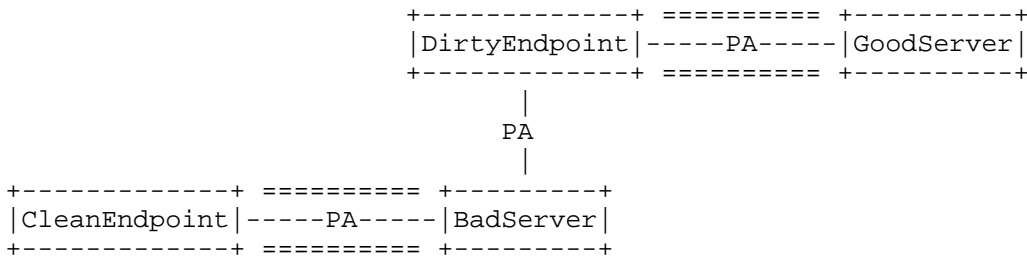 +-------------+ ========== +----------+
|DirtyEndpoint|-----PA-----|GoodServer|
+-------------+ ========== +----------+
|
PA
|
+-------------+ ========== +---------+
|CleanEndpoint|-----PA-----|BadServer|
+-------------+ ========== +---------+